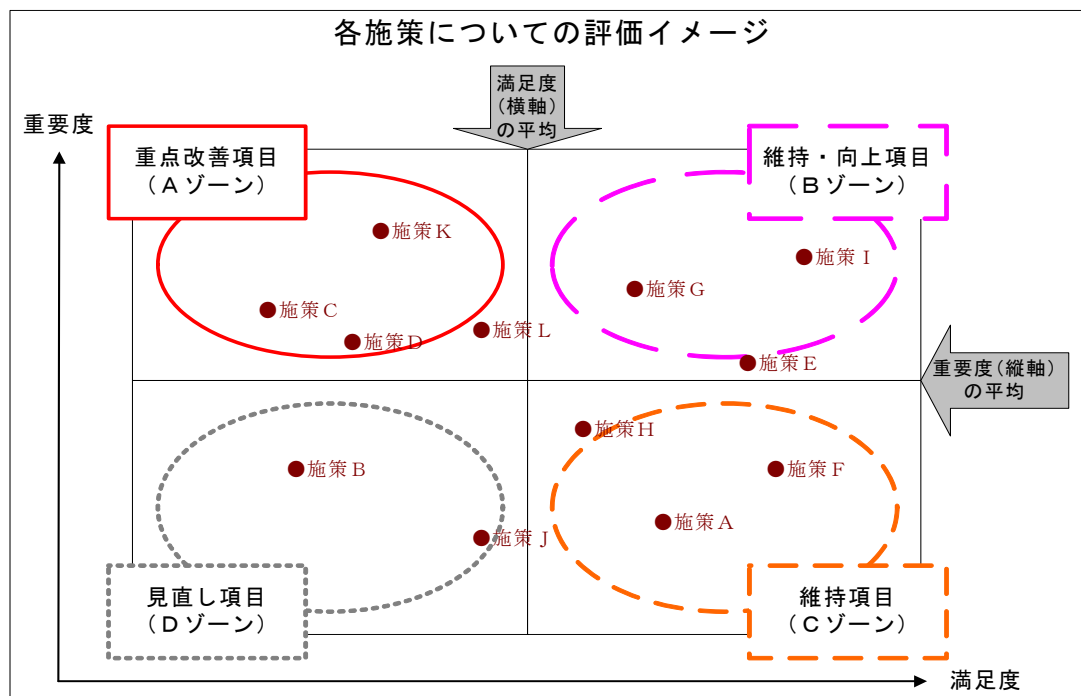 各施策についての評価イメージ
満足度
(横軸)
の平均
重要度
重点改善項目
(Aゾーン)
維持・向上項目
(Bゾーン)
施策K
施策I
施策G
施策C
施策L
施策D
施策E
重要度(縦軸)
の平均
施策H
施策B
施策F
施策A
施策J
見直し項目
(Dゾーン)
維持項目
(Cゾーン)
満足度